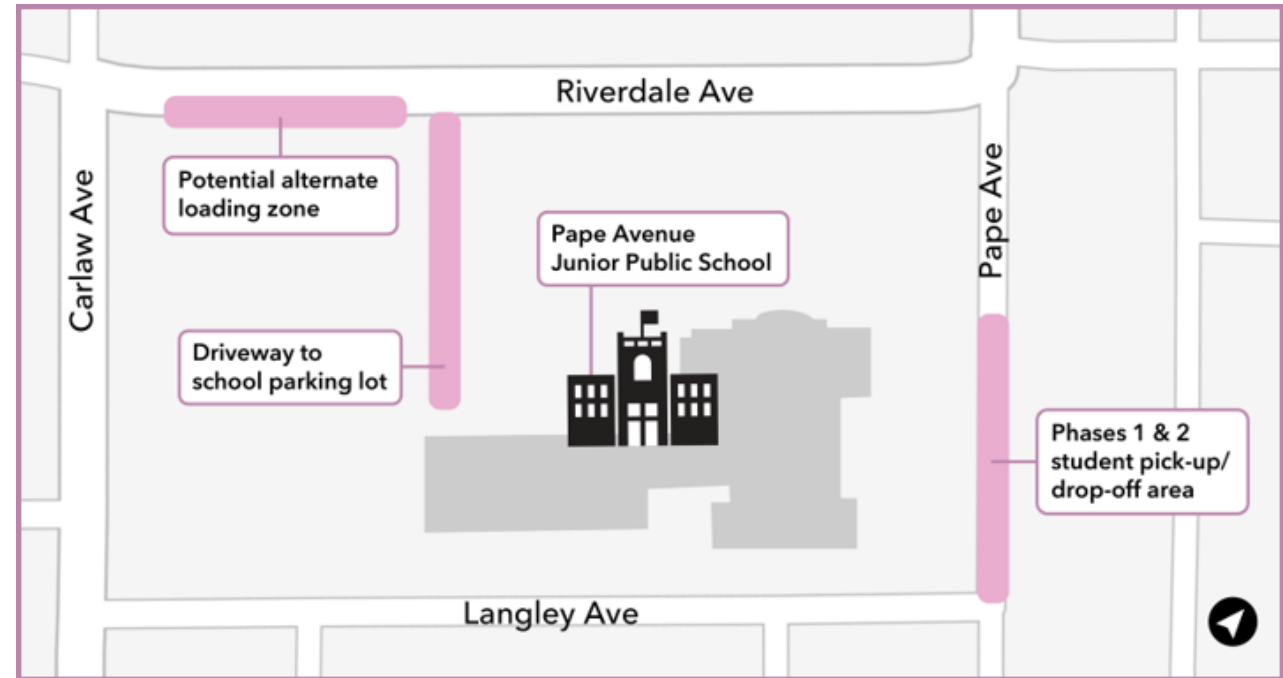 Riverdale Ave
Potential alternate
loading zone
Carlaw Ave
Pape Ave
Pape Avenue
Junior Public School
Driveway to
school parking lot
Phases 1 & 2
student pick-up/
drop-off area
Langley Ave